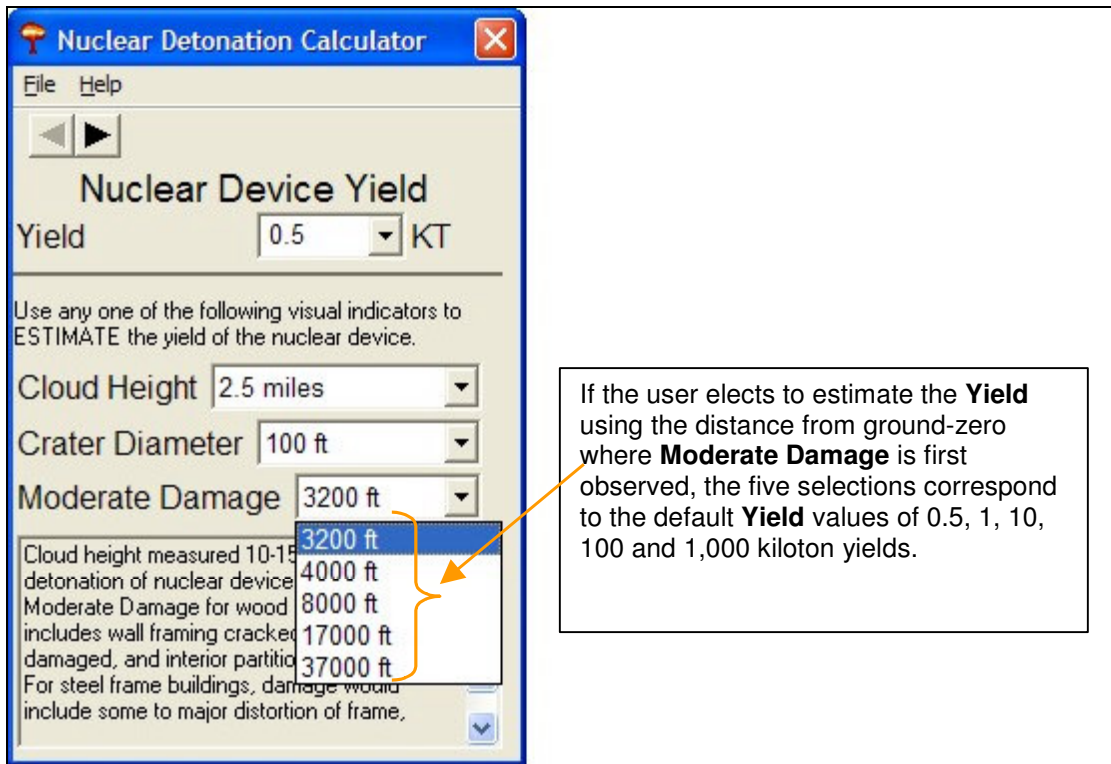 Nuclear Detonation Calculator
File Help
Nuclear Device Yield
Yield 0.5 KT
Use any one of the following visual indicators to
ESTIMATE the yield of the nuclear device.
Cloud Height 2.5 miles
Crater Diameter 100 ft
Moderate Damage 3200 ft
3200 ft
4000 ft
8000 ft
17000 ft
37000 ft
Cloud height measured 10-15
detonation of nuclear device
Moderate Damage for wood
includes wall framing cracked
damaged, and interior partitio
For steel frame buildings, damage would
include some to major distortion of frame,
If the user elects to estimate the Yield
using the distance from ground-zero
where Moderate Damage is first
observed, the five selections correspond
to the default Yield values of 0.5, 1, 10,
100 and 1,000 kiloton yields.